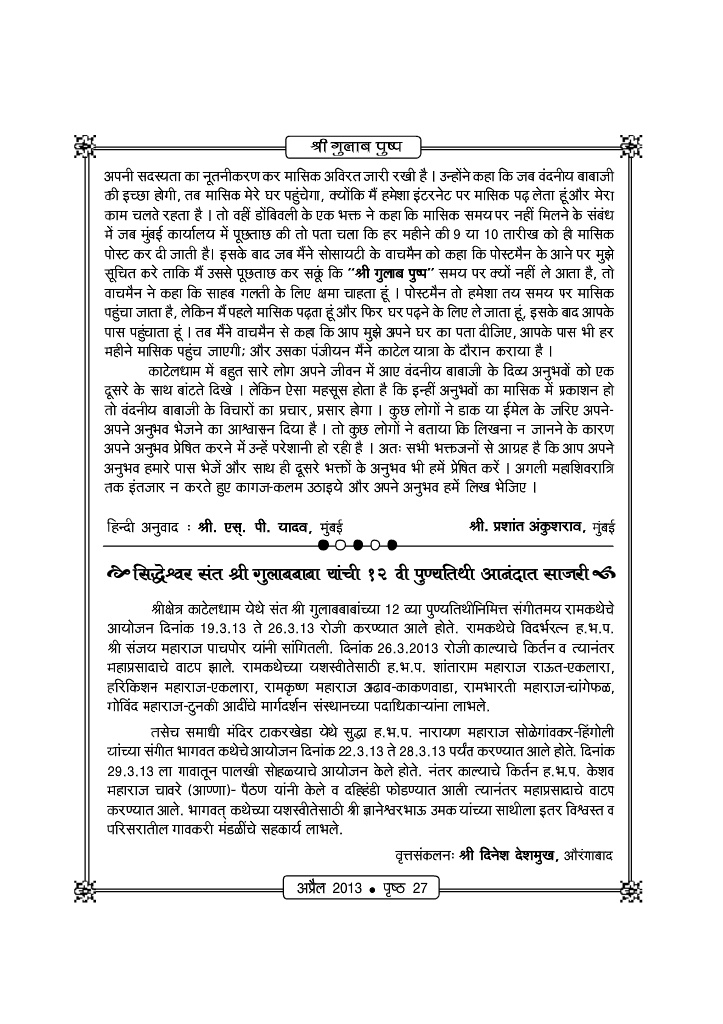 श्री गुलाब पुष्प
अपनी सदस्यता का नूतनीकरण कर मासिक अविरत जारी रखी है । उन्होंने कहा कि जब वंदनीय बाबाजी
की इच्छा होगी, तब मासिक मेरे घर पहुंचेगा, क्योंकि मैं हमेशा इंटरनेट पर मासिक पढ़ लेता हूं और मेरा
काम चलते रहता है । तो वहीं डोंबिवली के एक भक्त ने कहा कि मासिक समय पर नहीं मिलने के संबंध
में जब मुंबई कार्यालय में पूछताछ की तो पता चला कि हर महीने की 9 या 10 तारीख को ही मासिक
पोस्ट कर दी जाती है। इसके बाद जब मैंने सोसायटी के वाचमैन को कहा कि पोस्टमैन के आने पर मुझे
सूचित करे ताकि मैं उससे पूछताछ कर सकूं कि “श्री गुलाब पुष्प” समय पर क्यों नहीं ले आता है, तो
वाचमैन ने कहा कि साहब गलती के लिए क्षमा चाहता हूं । पोस्टमैन तो हमेशा तय समय पर मासिक
पहुंचा जाता है, लेकिन मैं पहले मासिक पढ़ता हूं और फिर घर पढ़ने के लिए ले जाता हूं, इसके बाद आपके
पास पहुंचाता हूं । तब मैंने वाचमैन से कहा कि आप मुझे अपने घर का पता दीजिए, आपके पास भी हर
महीने मासिक पहुंच जाएगी; और उसका पंजीयन मैंने काटेल यात्रा के दौरान कराया है ।
काटेलधाम में बहुत सारे लोग अपने जीवन में आए वंदनीय बाबाजी के दिव्य अनुभवों को एक
दूसरे के साथ बांटते दिखे । लेकिन ऐसा महसूस होता है कि इन्हीं अनुभवों का मासिक में प्रकाशन हो
तो वंदनीय बाबाजी के विचारों का प्रचार, प्रसार होगा । कुछ लोगों ने डाक या ईमेल के जरिए अपने-
अपने अनुभव भेजने का आश्वासन दिया है । तो कुछ लोगों ने बताया कि लिखना न जानने के कारण
अपने अनुभव प्रेषित करने में उन्हें परेशानी हो रही है । अतः सभी भक्तजनों से आग्रह है कि आप अपने
अनुभव हमारे पास भेजें और साथ ही दूसरे भक्तों के अनुभव भी हमें प्रेषित करें । अगली महाशिवरात्रि
तक इंतजार न करते हुए कागज-कलम उठाइये और अपने अनुभव हमें लिख भेजिए ।
हिन्दी अनुवाद : श्री. एस्. पी. यादव, मुंबई श्री. प्रशांत अंकुशराव, मुंबई
सिद्धेश्वर संत श्री गुलाबबाबा यांची १२ वी पुण्यतिथी आनंदात साजरी
श्रीक्षेत्र काटेलधाम येथे संत श्री गुलाबबाबांच्या 12 व्या पुण्यतिथीनिमित्त संगीतमय रामकथेचे
आयोजन दिनांक 19.3.13 ते 26.3.13 रोजी करण्यात आले होते. रामकथेचे विदर्भरत्न ह.भ.प.
श्री संजय महाराज पाचपोर यांनी सांगितली. दिनांक 26.3.2013 रोजी काल्याचे किर्तन व त्यानंतर
महाप्रसादाचे वाटप झाले. रामकथेच्या यशस्वीतेसाठी ह.भ.प. शांताराम महाराज राऊत-एकलारा,
हरिकिशन महाराज-एकलारा, रामकृष्ण महाराज अढाव-काकणवाडा, रामभारती महाराज-चांगेफळ,
गोविंद महाराज-टुनकी आदींचे मार्गदर्शन संस्थानच्या पदाधिकाऱ्यांना लाभले.
तसेच समाधी मंदिर टाकरखेडा येथे सुद्धा ह.भ.प. नारायण महाराज सोळेगांवकर-हिंगोली
यांच्या संगीत भागवत कथेचे आयोजन दिनांक 22.3.13 ते 28.3.13 पर्यंत करण्यात आले होते. दिनांक
29.3.13 ला गावातून पालखी सोहळ्याचे आयोजन केले होते. नंतर काल्याचे किर्तन ह.भ.प. केशव
महाराज चावरे (आण्णा)- पैठण यांनी केले व दहिहंडी फोडण्यात आली त्यानंतर महाप्रसादाचे वाटप
करण्यात आले. भागवत् कथेच्या यशस्वीतेसाठी श्री ज्ञानेश्वरभाऊ उमक यांच्या साथीला इतर विश्वस्त व
परिसरातील गावकरी मंडळींचे सहकार्य लाभले.
वृत्तसंकलनः श्री दिनेश देशमुख, औरंगाबाद
अप्रैल 2013 ● पृष्ठ 27